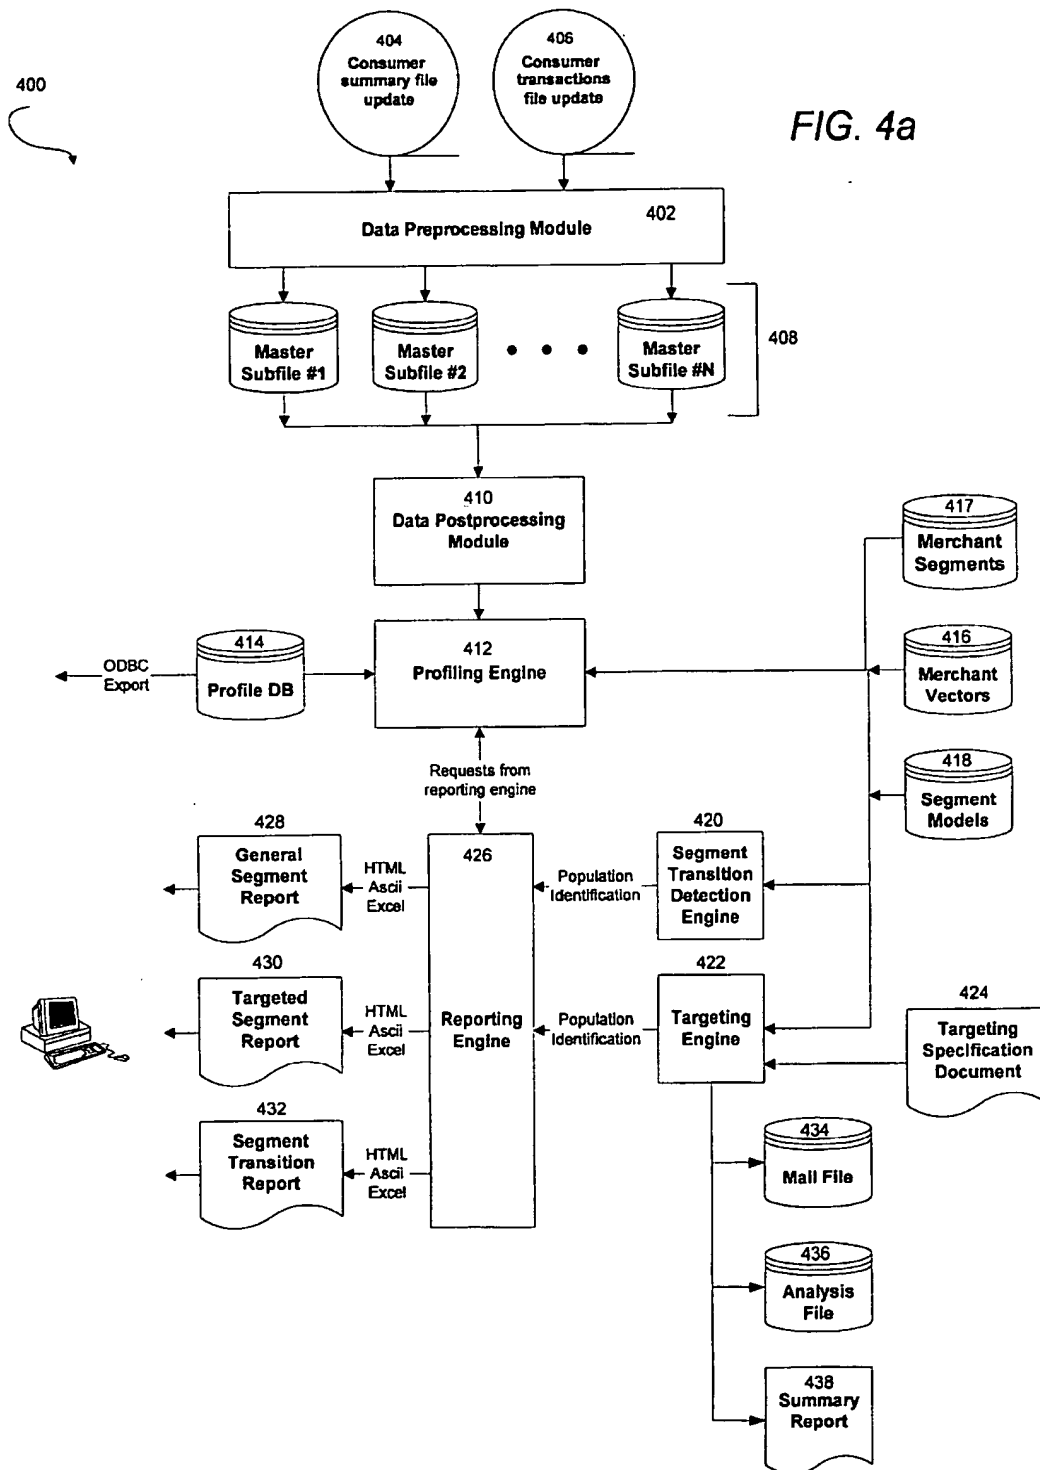 404
Consumer
summary file
update
406
Consumer
transactions
file update
400
FIG. 4a
402
Data Preprocessing Module
Master
Subfile #1
Master
Subfile #2
Master
Subfile #N
408
410
Data Postprocessing
Module
417
Merchant
Segments
414
Profile DB
ODBC
Export
412
Profiling Engine
416
Merchant
Vectors
Requests from
reporting engine
418
Segment
Models
428
General
Segment
Report
HTML
Ascii
Excel
426
Reporting
Engine
Population
Identification
420
Segment
Transition
Detection
Engine
430
Targeted
Segment
Report
HTML
Ascii
Excel
Population
Identification
422
Targeting
Engine
424
Targeting
Specification
Document
432
Segment
Transition
Report
HTML
Ascii
Excel
434
Mail File
436
Analysis
File
438
Summary
Report